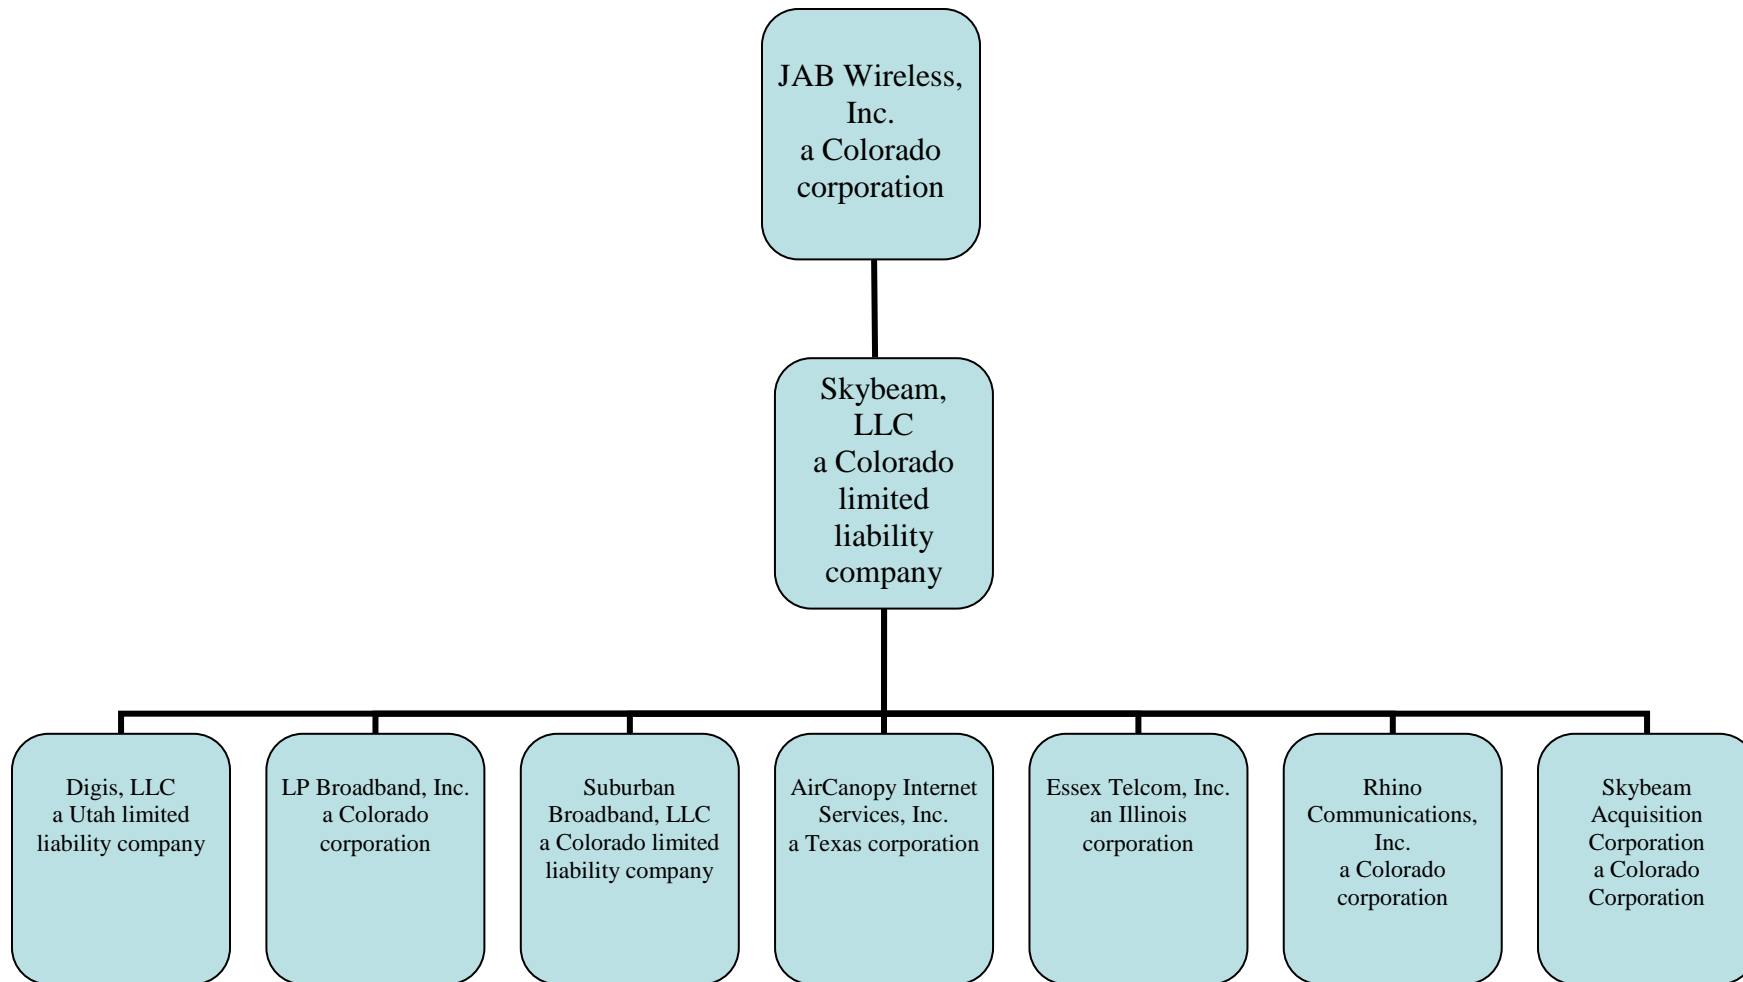 JAB Wireless,
Inc.
a Colorado
corporation
Skybeam,
LLC
a Colorado
limited
liability
company
Digis, LLC
a Utah limited
liability company
LP Broadband, Inc.
a Colorado
corporation
Suburban
Broadband, LLC
a Colorado limited
liability company
AirCanopy Internet
Services, Inc.
a Texas corporation
Essex Telcom, Inc.
an Illinois
corporation
Rhino
Communications,
Inc.
a Colorado
corporation
Skybeam
Acquisition
Corporation
a Colorado
Corporation